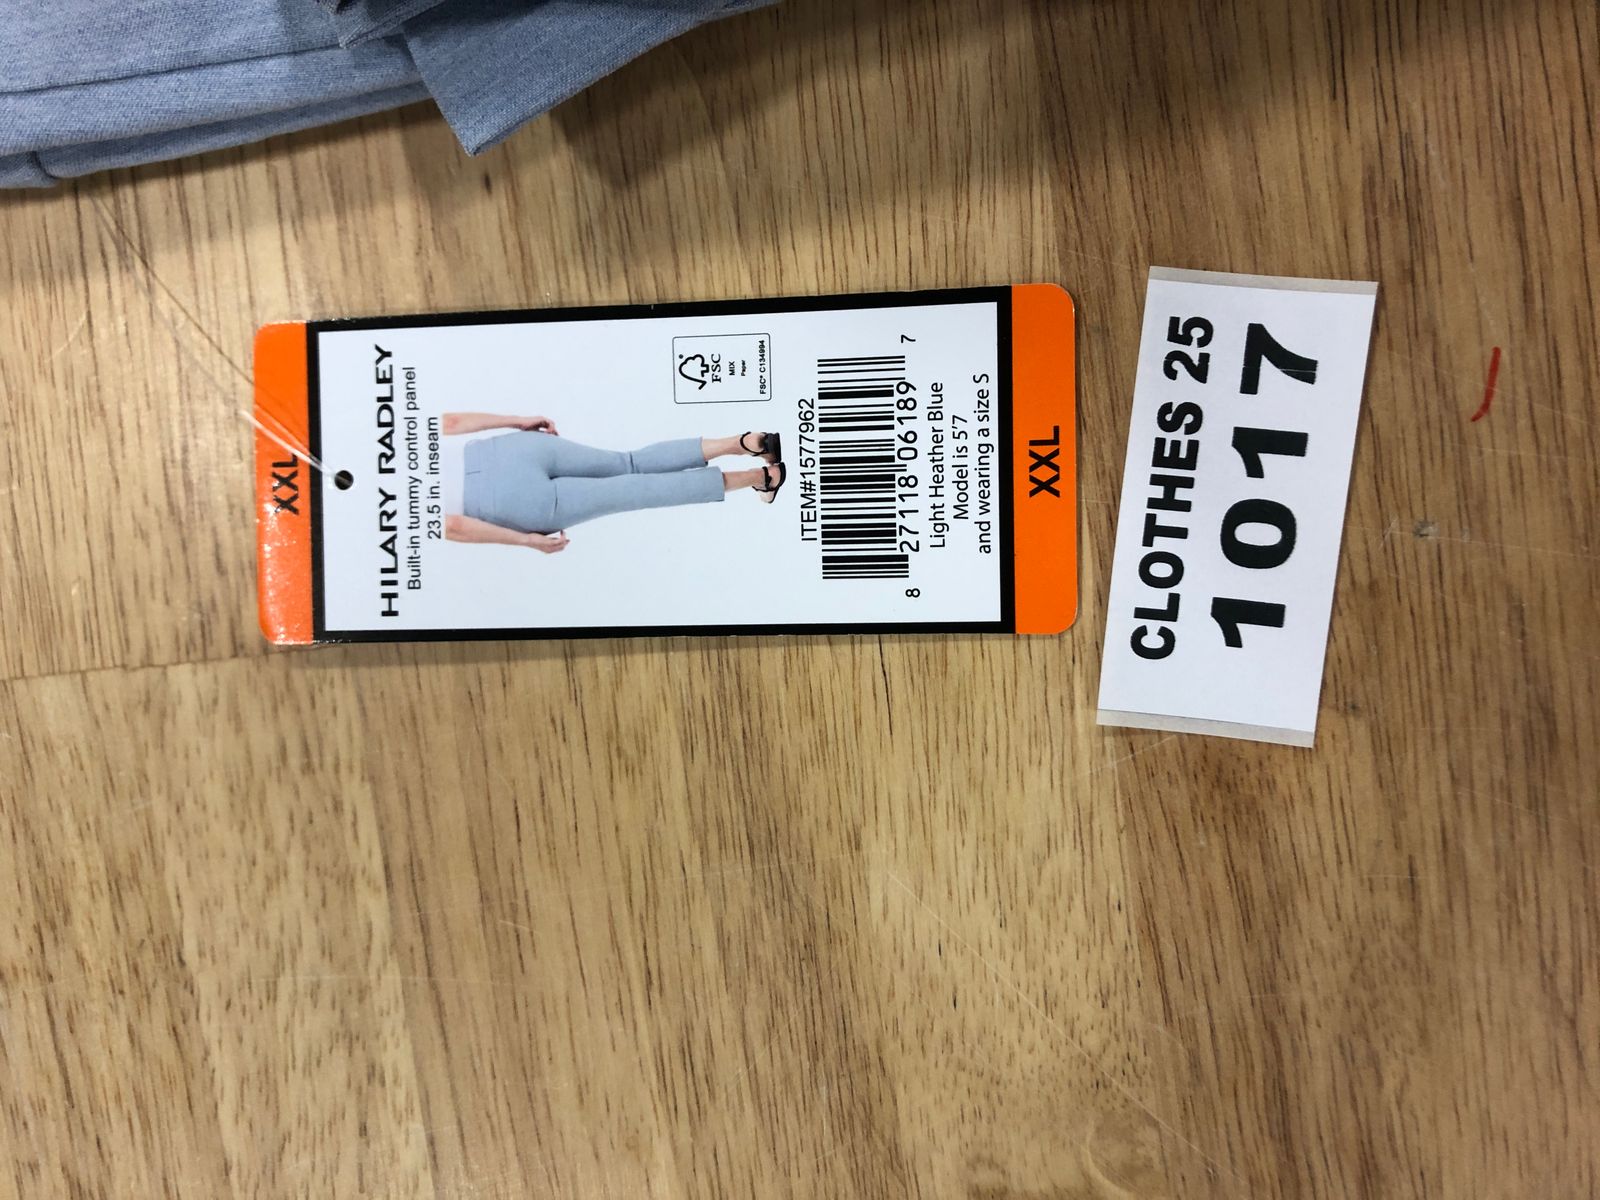 XXL
HILARY RADLEY
Built-in tummy control panel
23.5 in. inseam
FSC
MIX
Paper
FSC® C134994
ITEM#1577962
8 27118 06189 7
Light Heather Blue
Model is 5'7
and wearing a size S
XXL
CLOTHES 25
1017